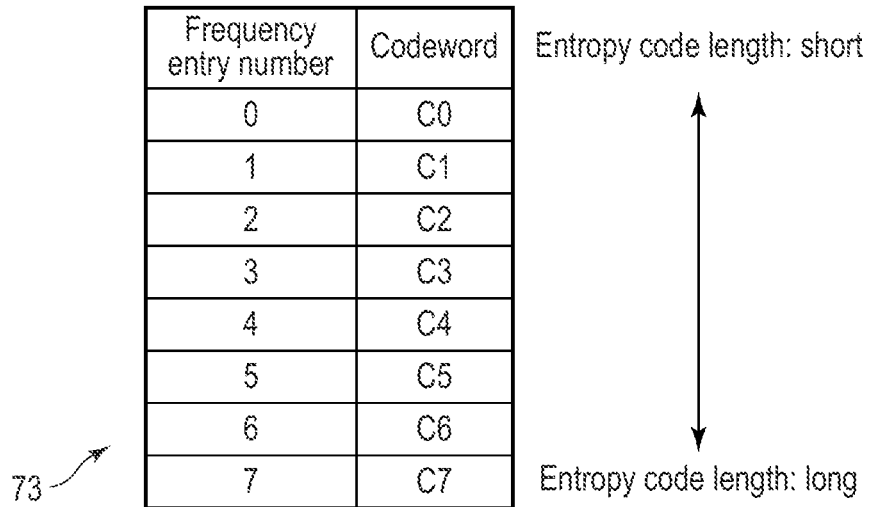 Frequency
entry number
Codeword
Entropy code length: short
0 C0
1 C1
2 C2
3 C3
4 C4
5 C5
6 C6
7 C7
Entropy code length: long
73